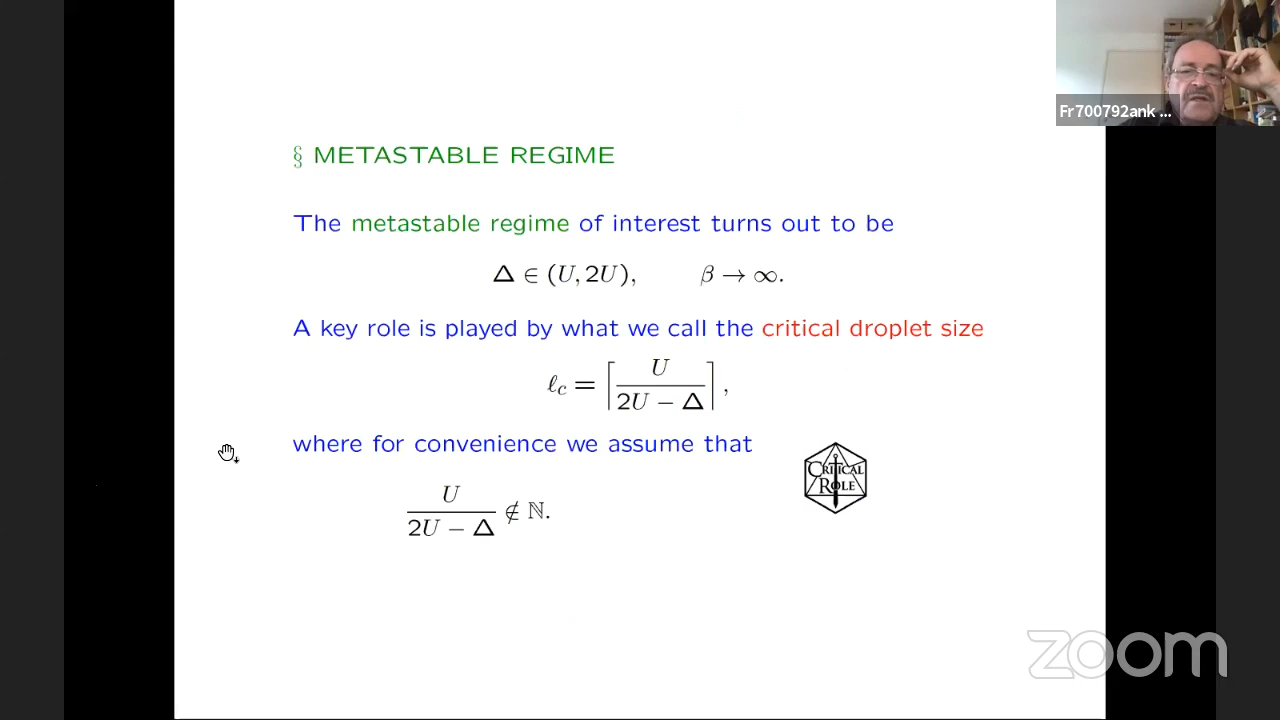 Fr700792ank ...
§ METASTABLE REGIME
The metastable regime of interest turns out to be
Δ ∈ (U, 2U), β → ∞.
A key role is played by what we call the critical droplet size
ℓc = ⌈ U / (2U − Δ) ⌉ ,
where for convenience we assume that
CRITICAL
ROLE
U / (2U − Δ) ∉ ℕ.
zoom